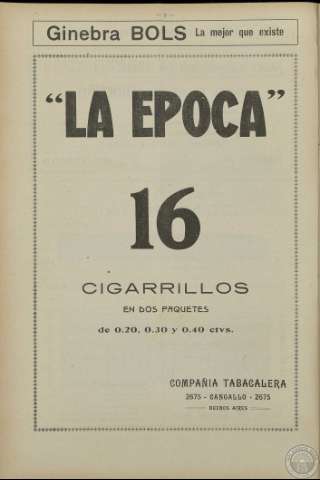 Ginebra BOLS La mejor que existe
"LA EPOCA"
16
CIGARRILLOS
EN DOS PAQUETES
de 0.20, 0.30 y 0.40 ctvs.
COMPAÑIA TABACALERA
2675 - CANGALLO - 2675
BUENOS AIRES